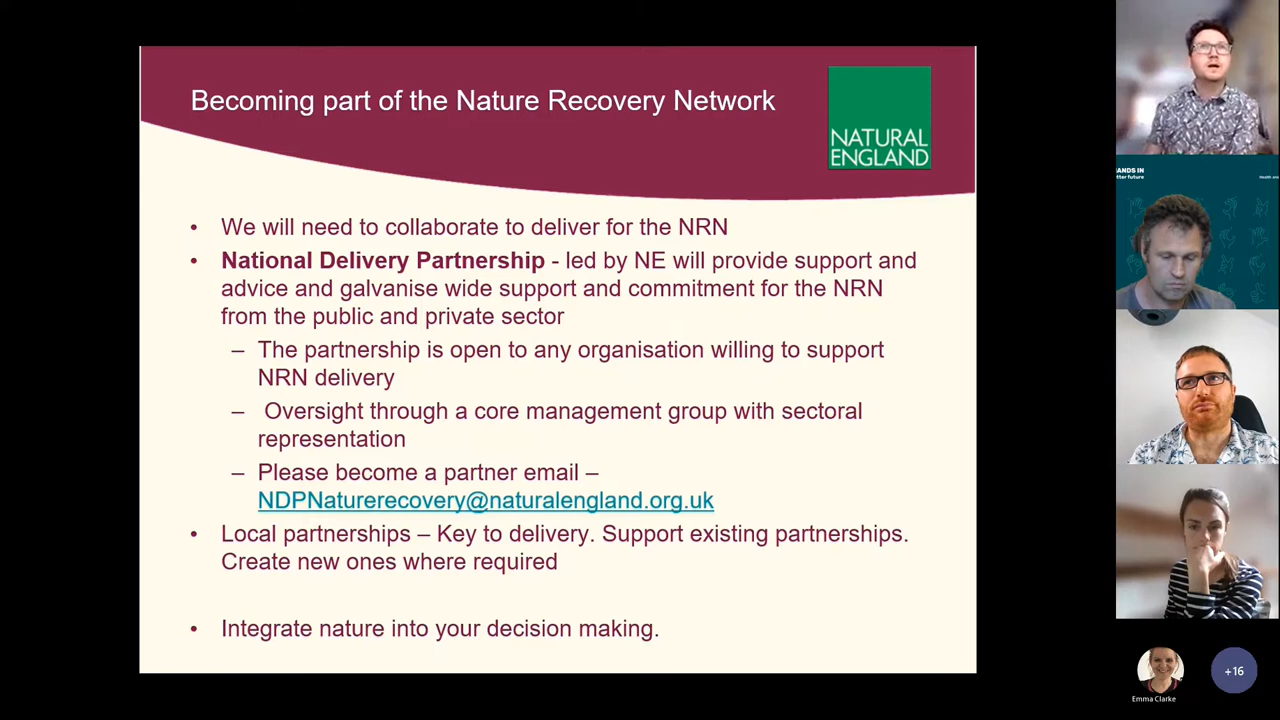 Becoming part of the Nature Recovery Network
NATURAL
ENGLAND
• We will need to collaborate to deliver for the NRN
• National Delivery Partnership - led by NE will provide support and
advice and galvanise wide support and commitment for the NRN
from the public and private sector
– The partnership is open to any organisation willing to support
NRN delivery
– Oversight through a core management group with sectoral
representation
– Please become a partner email –
NDPNaturerecovery@naturalengland.org.uk
• Local partnerships – Key to delivery. Support existing partnerships.
Create new ones where required
• Integrate nature into your decision making.
Emma Clarke
+16